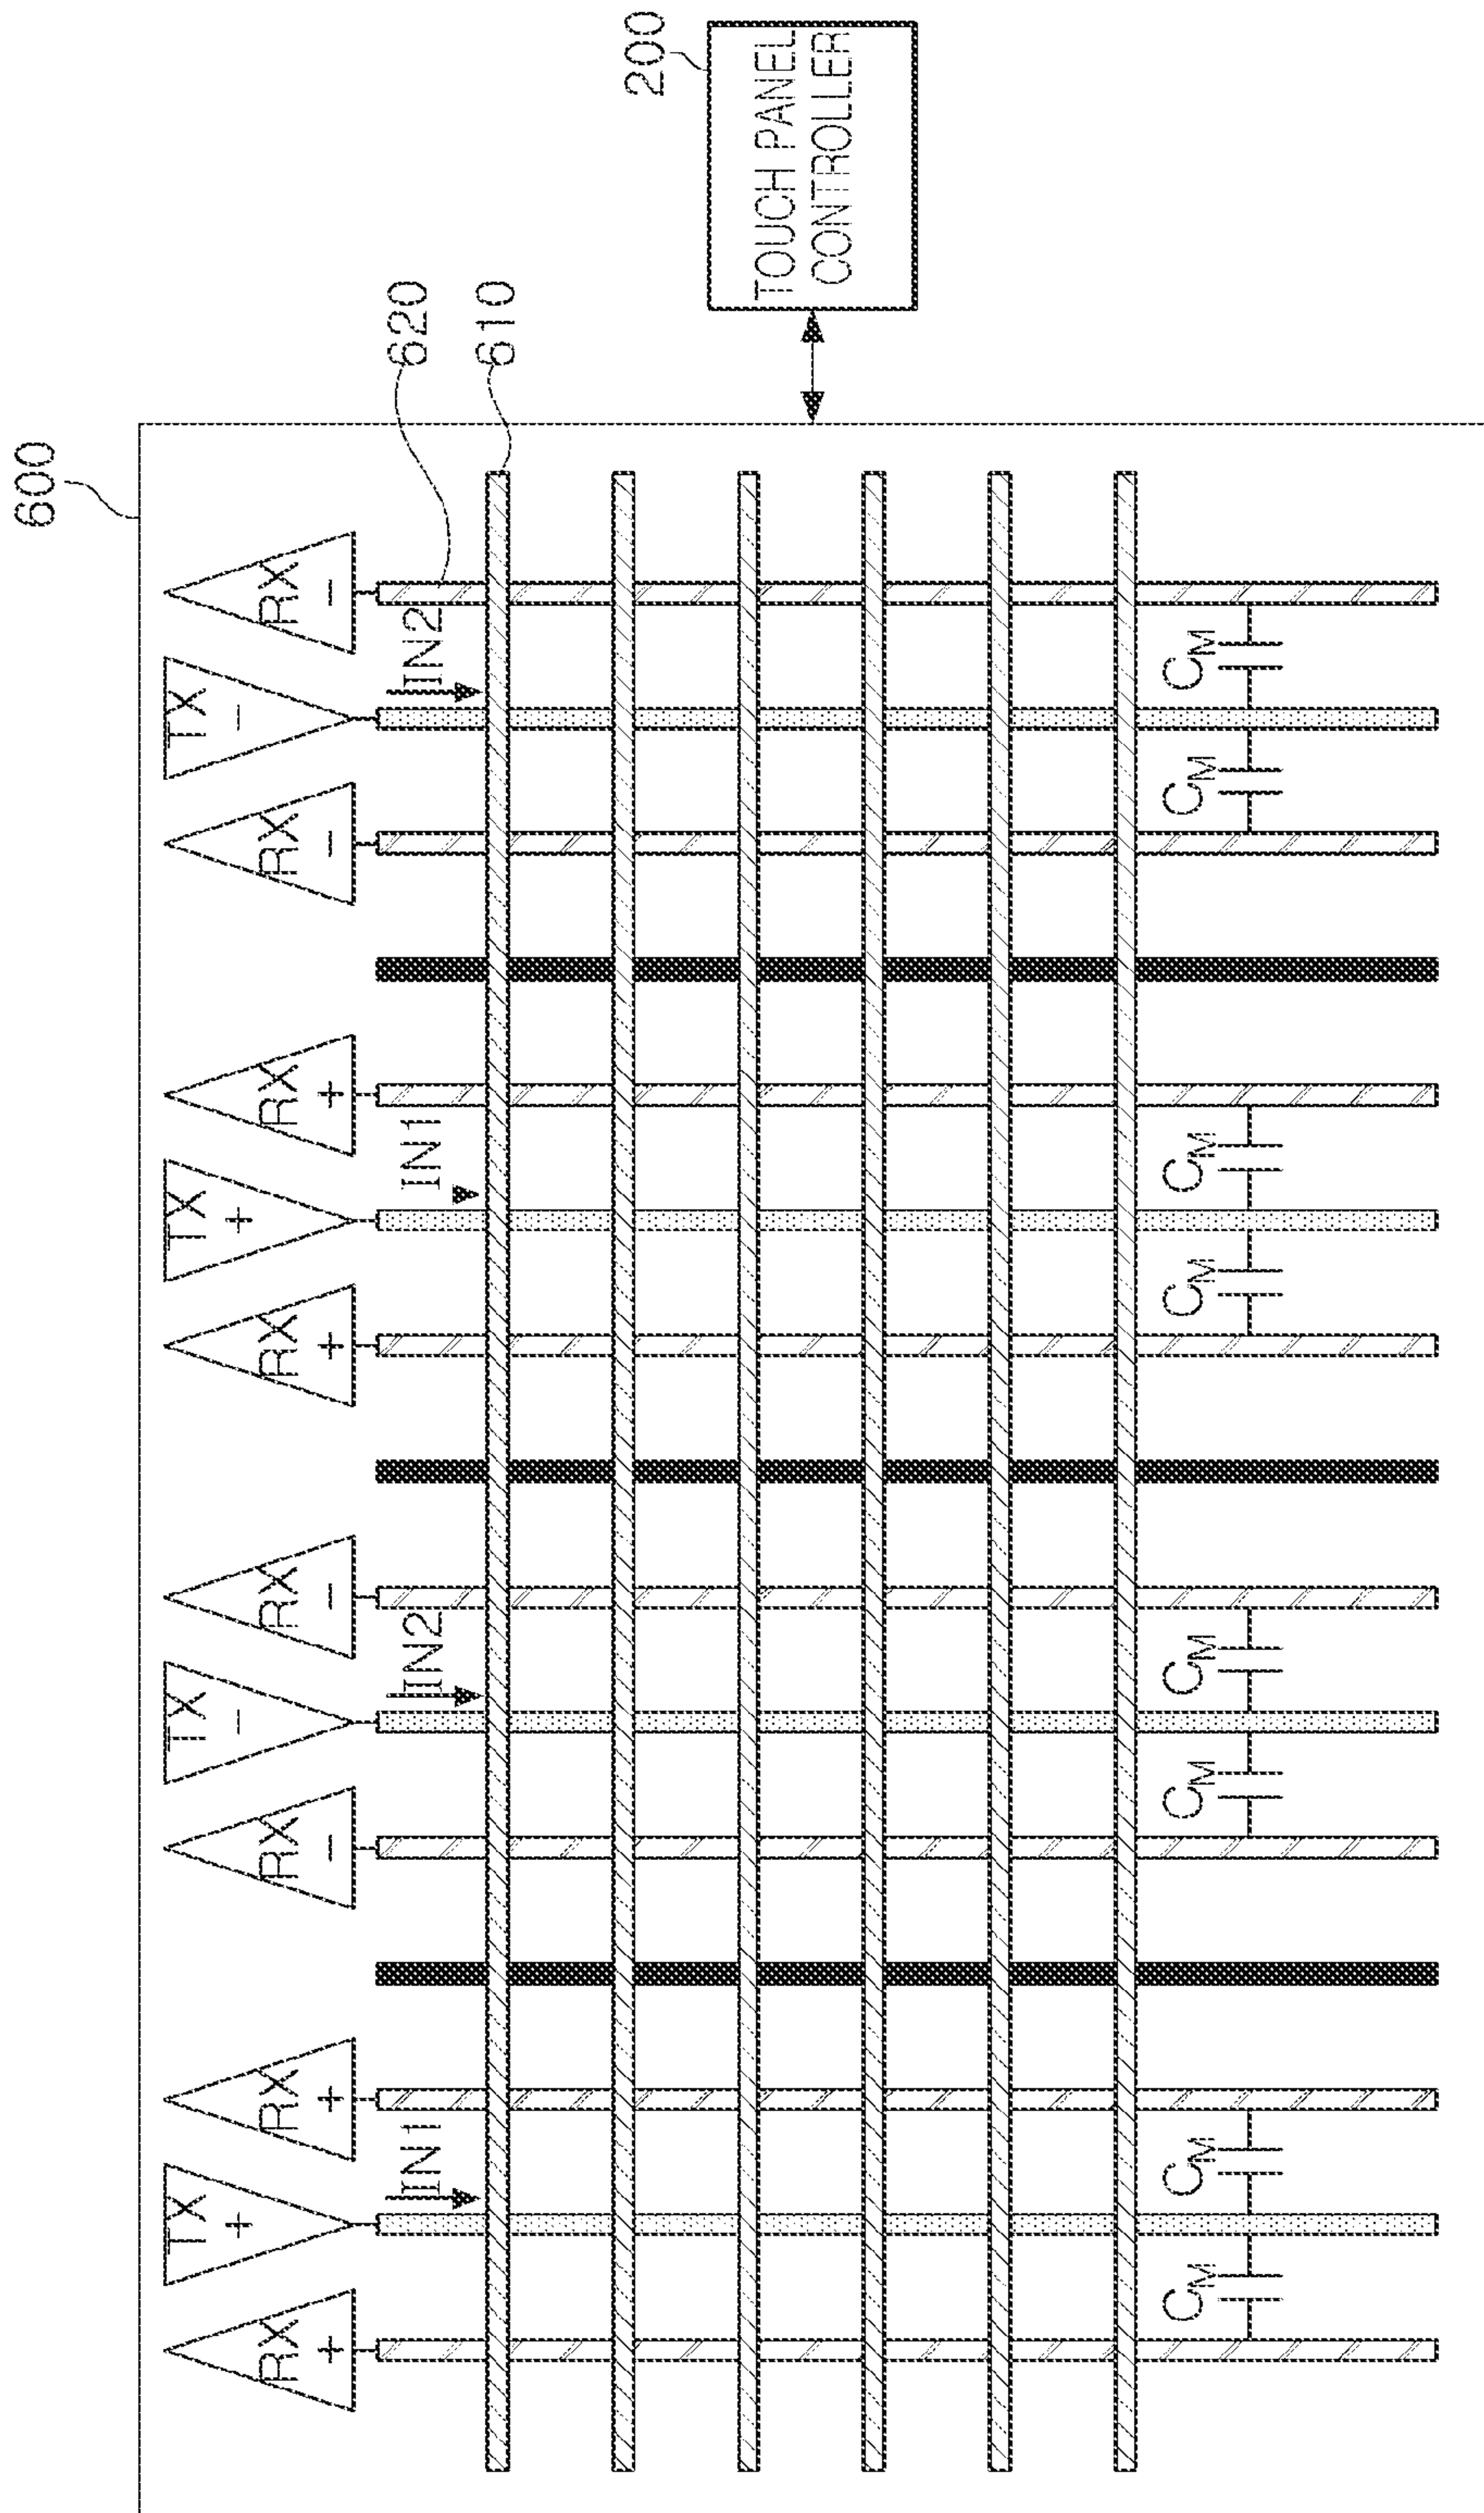 600
TX TX TX TX
+ − + −
RX RX RX RX RX RX RX RX
+ + − − + + − −
IN1 IN2 IN1 IN2
620
610
200
TOUCH PANEL
CONTROLLER
CM CM CM CM CM CM CM CM